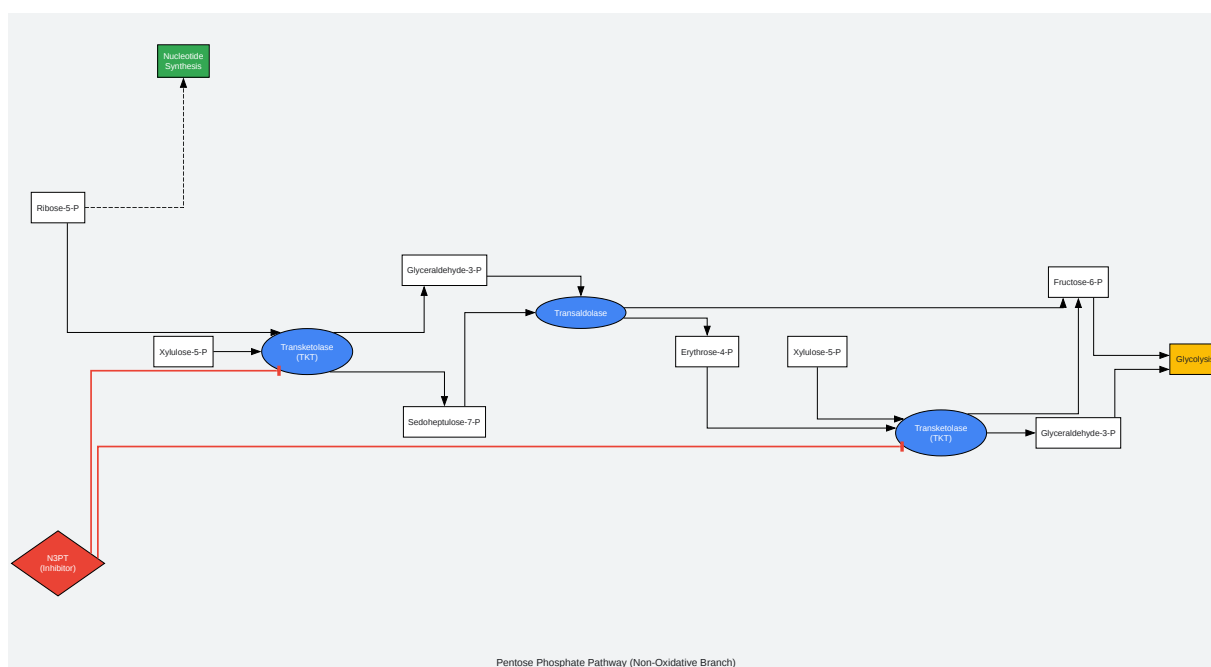 Nucleotide
Synthesis
Ribose-5-P
Glyceraldehyde-3-P
Fructose-6-P
Transaldolase
Xylulose-5-P
Transketolase
(TKT)
Erythrose-4-P
Xylulose-5-P
Glycolysis
Sedoheptulose-7-P
Transketolase
(TKT)
Glyceraldehyde-3-P
N3PT
(Inhibitor)
Pentose Phosphate Pathway (Non-Oxidative Branch)